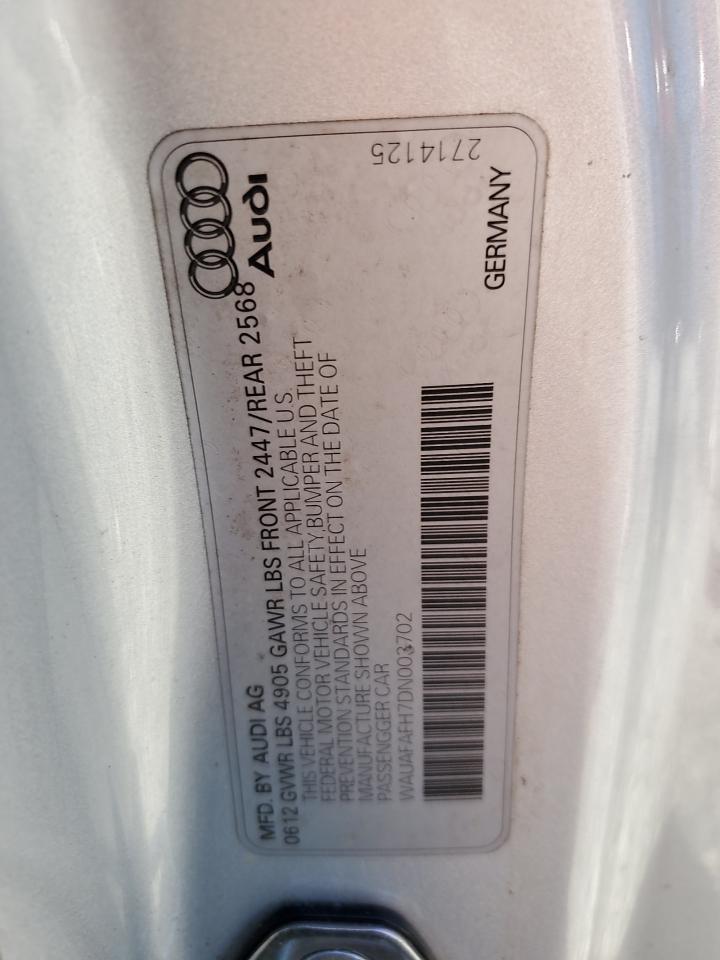 2714125
Audi
MFD. BY AUDI AG
0612 GVWR LBS 4905 GAWR LBS FRONT 2447/REAR 2568
THIS VEHICLE CONFORMS TO ALL APPLICABLE U.S.
FEDERAL MOTOR VEHICLE SAFETY,BUMPER AND THEFT
PREVENTION STANDARDS IN EFFECT ON THE DATE OF
MANUFACTURE SHOWN ABOVE
PASSENGGER CAR
WAUAFAFH7DN003702
GERMANY